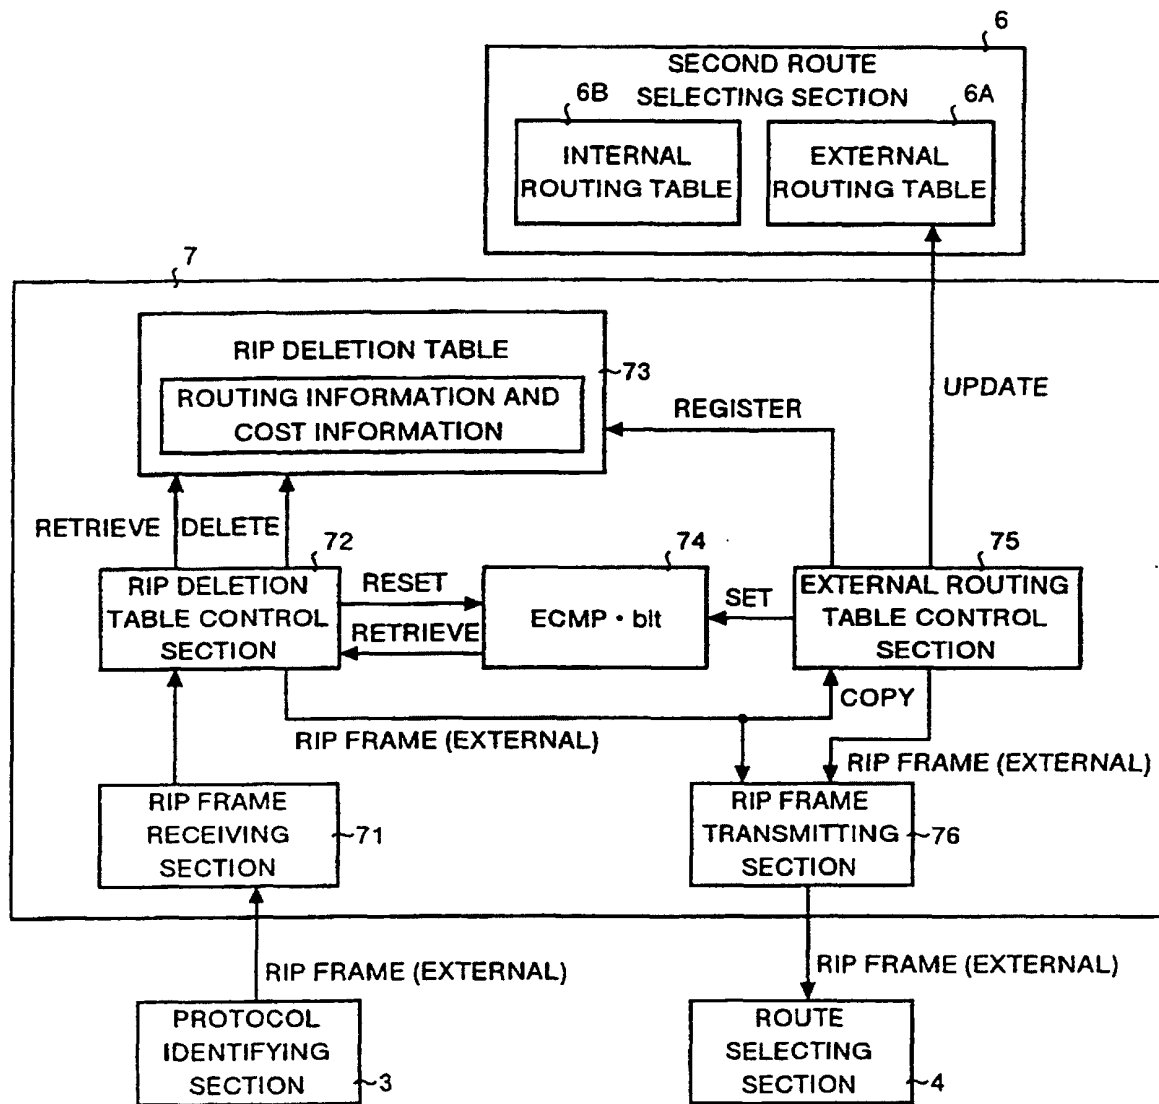 6
SECOND ROUTE
SELECTING SECTION
6B
6A
INTERNAL
ROUTING TABLE
EXTERNAL
ROUTING TABLE
7
RIP DELETION TABLE
73
ROUTING INFORMATION AND
COST INFORMATION
REGISTER
UPDATE
RETRIEVE
DELETE
72
74
75
RIP DELETION
TABLE CONTROL
SECTION
RESET
RETRIEVE
ECMP · bit
SET
EXTERNAL ROUTING
TABLE CONTROL
SECTION
COPY
RIP FRAME (EXTERNAL)
RIP FRAME (EXTERNAL)
RIP FRAME
RECEIVING
SECTION
71
RIP FRAME
TRANSMITTING
SECTION
76
RIP FRAME (EXTERNAL)
RIP FRAME (EXTERNAL)
PROTOCOL
IDENTIFYING
SECTION
3
ROUTE
SELECTING
SECTION
4